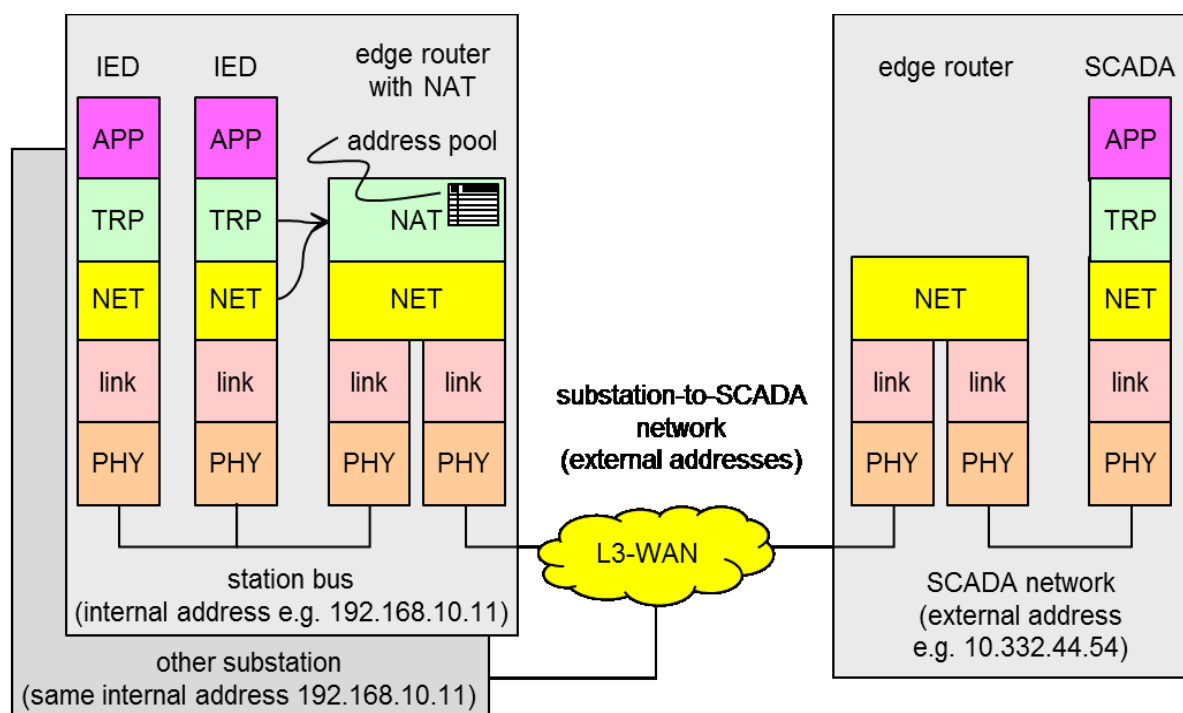 IED
IED
edge router
with NAT
address pool
APP
APP
TRP
TRP
NAT
NET
NET
NET
link
link
link
link
PHY
PHY
PHY
PHY
station bus
(internal address e.g. 192.168.10.11)
other substation
(same internal address 192.168.10.11)
substation-to-SCADA
network
(external addresses)
L3-WAN
edge router
SCADA
APP
TRP
NET
NET
link
link
link
PHY
PHY
PHY
SCADA network
(external address
e.g. 10.332.44.54)